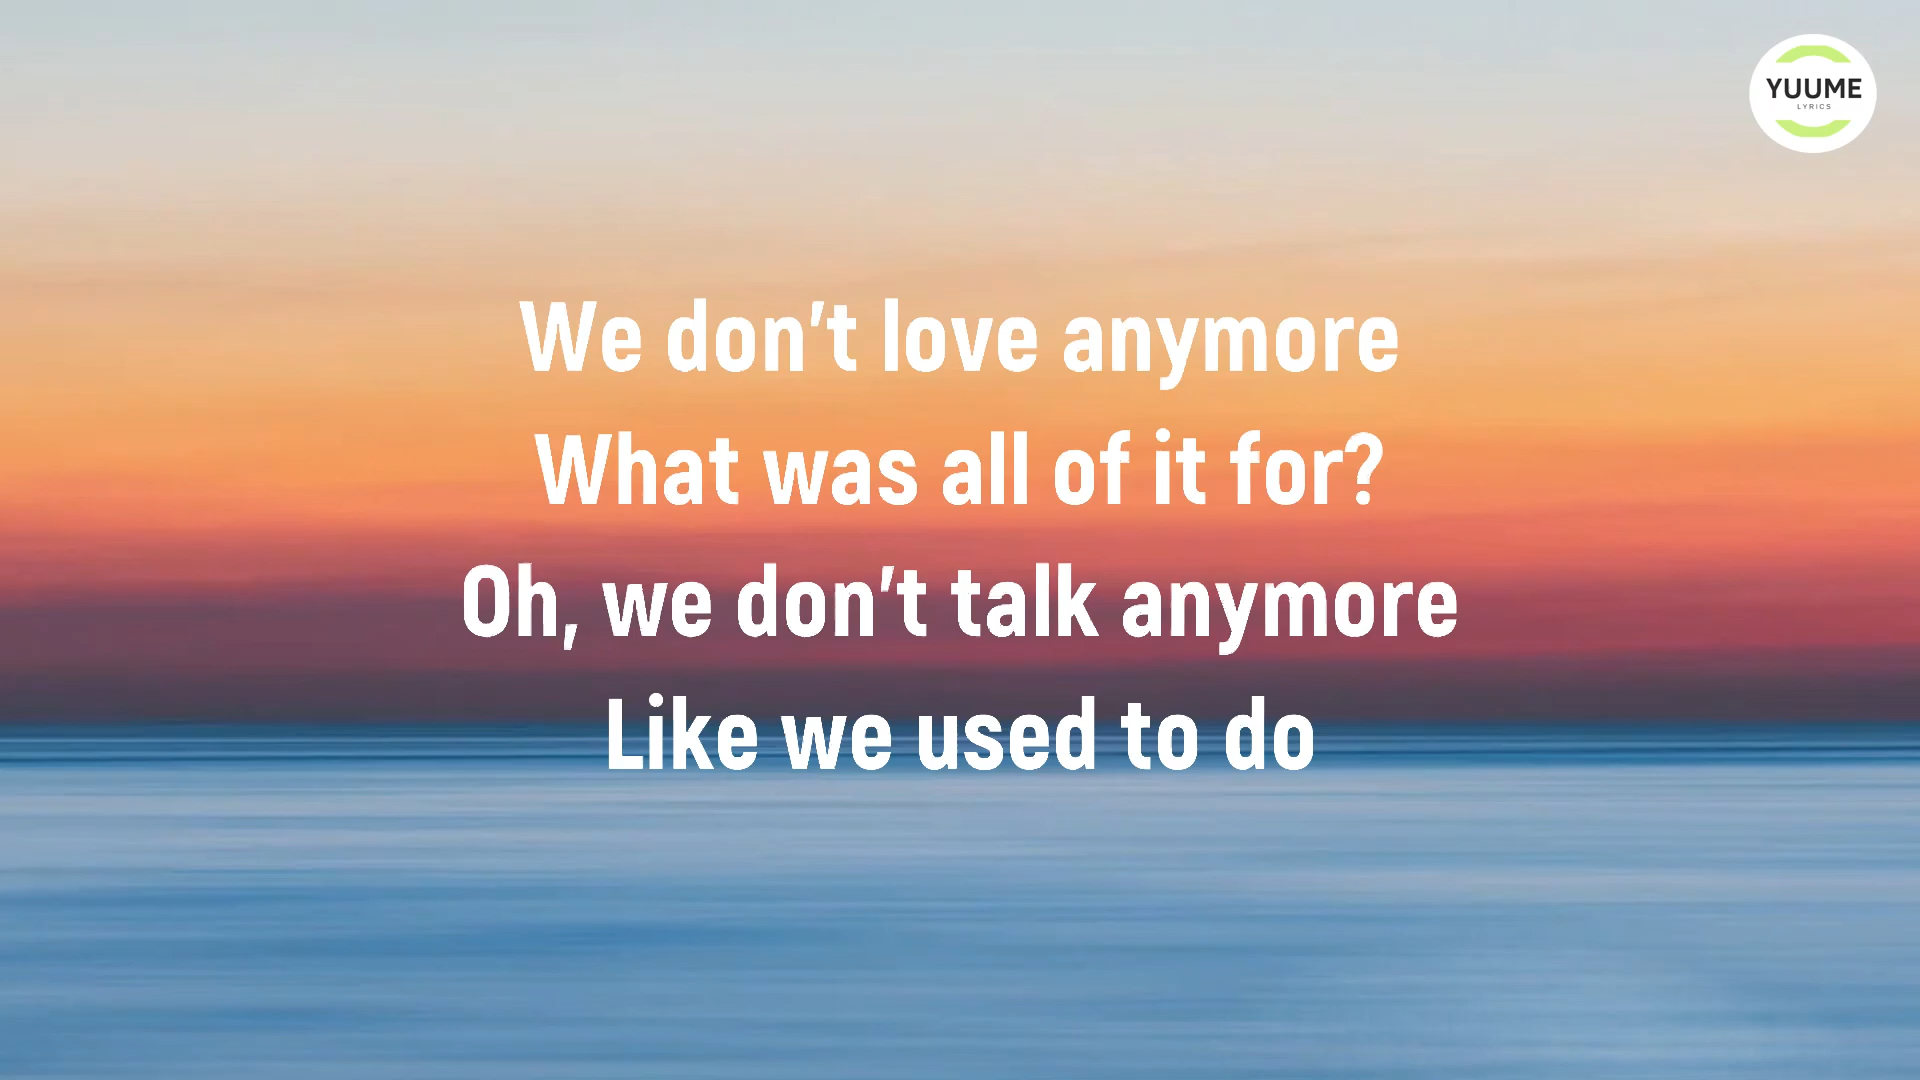 YUUME
LYRICS
We don't love anymore
What was all of it for?
Oh, we don't talk anymore
Like we used to do